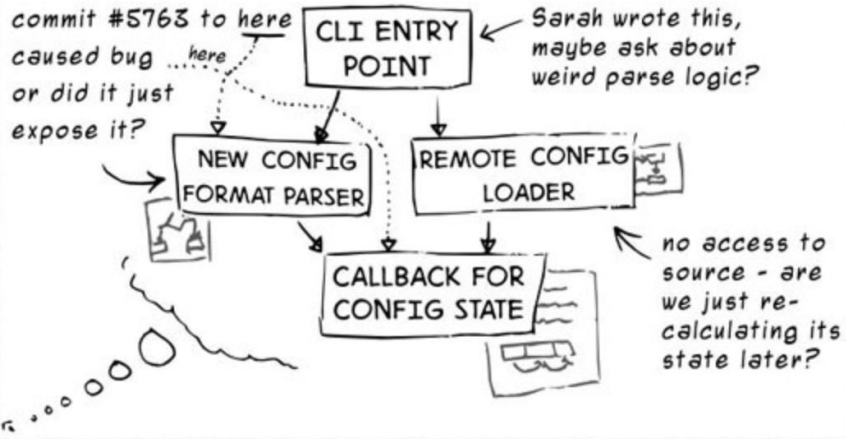 commit #5763 to here
caused bug
here
or did it just
expose it?
CLI ENTRY
POINT
Sarah wrote this,
maybe ask about
weird parse logic?
NEW CONFIG
FORMAT PARSER
REMOTE CONFIG
LOADER
CALLBACK FOR
CONFIG STATE
no access to
source - are
we just re-
calculating its
state later?